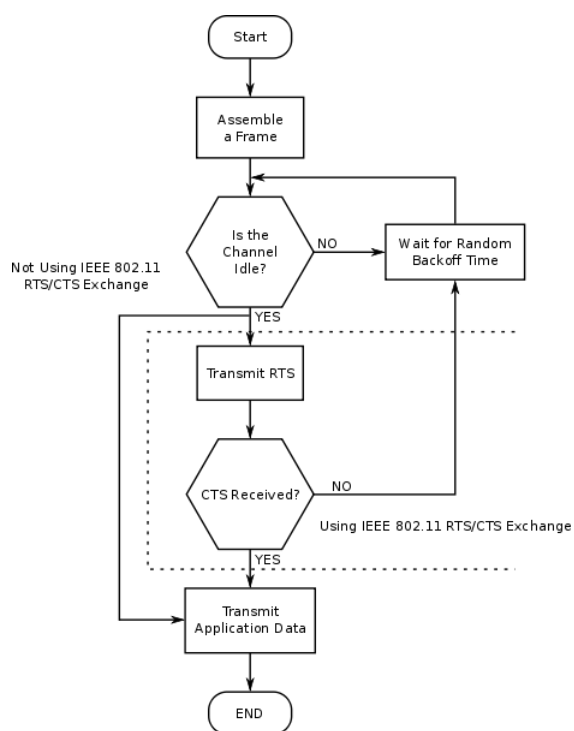 Start
Assemble
a Frame
Is the
Channel
Idle?
NO
Wait for Random
Backoff Time
Not Using IEEE 802.11
RTS/CTS Exchange
YES
Transmit RTS
CTS Received?
NO
Using IEEE 802.11 RTS/CTS Exchange
YES
Transmit
Application Data
END